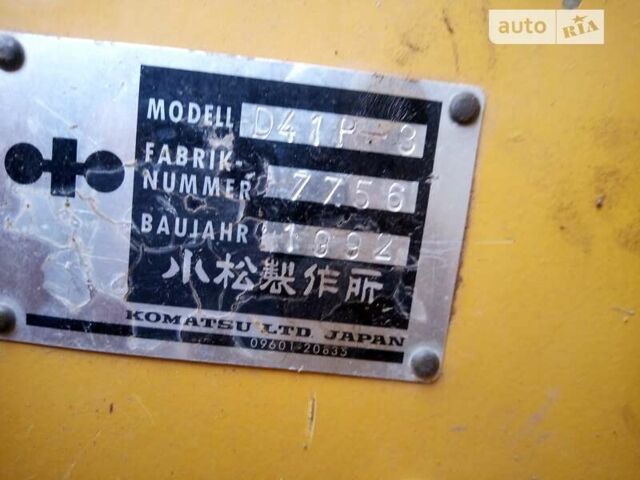 auto RIA
MODELL D41P-3
FABRIK-
NUMMER 7756
BAUJAHR 1992
小松製作所
KOMATSU LTD. JAPAN
09601-20635